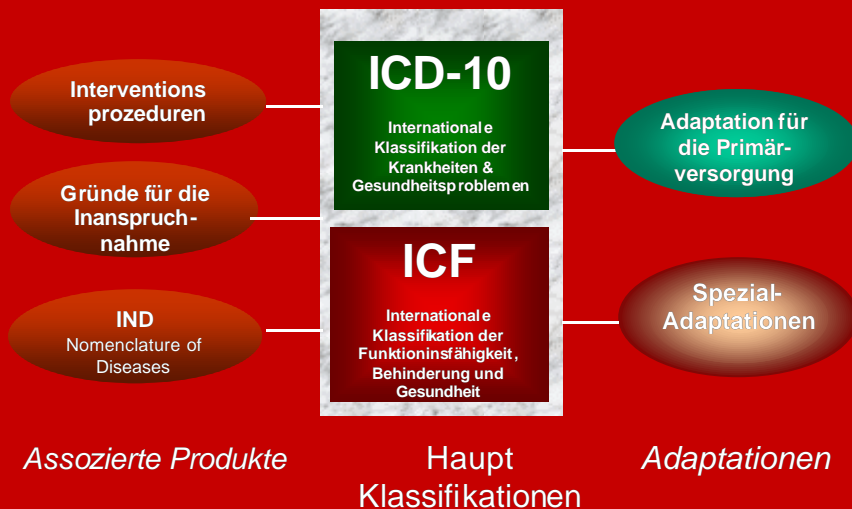 Interventions
prozeduren
Gründe für die
Inanspruch-
nahme
IND
Nomenclature of
Diseases
Assozierte Produkte
ICD-10
Internationale
Klassifikation der
Krankheiten &
Gesundheitsproblemen
ICF
Internationale
Klassifikation der
Funktioninsfähigkeit,
Behinderung und
Gesundheit
Haupt
Klassifikationen
Adaptation für
die Primär-
versorgung
Spezial-
Adaptationen
Adaptationen